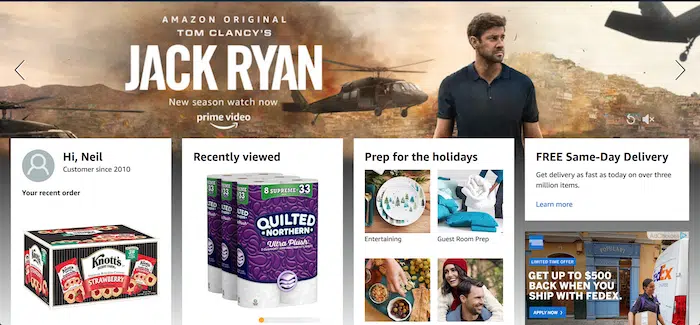 AMAZON ORIGINAL
TOM CLANCY'S
JACK RYAN
New season watch now
prime video
Hi, Neil
Customer since 2010
Your recent order
Knott's
STRAWBERRY
Recently viewed
8 SUPREME = 33
QUILTED
NORTHERN
Ultra Plush
Prep for the holidays
Entertaining
Guest Room Prep
FREE Same-Day Delivery
Get delivery as fast as today on over three
million items.
Learn more
LIMITED TIME OFFER
GET UP TO $500
BACK WHEN YOU
SHIP WITH FEDEX.
APPLY NOW
FedEx